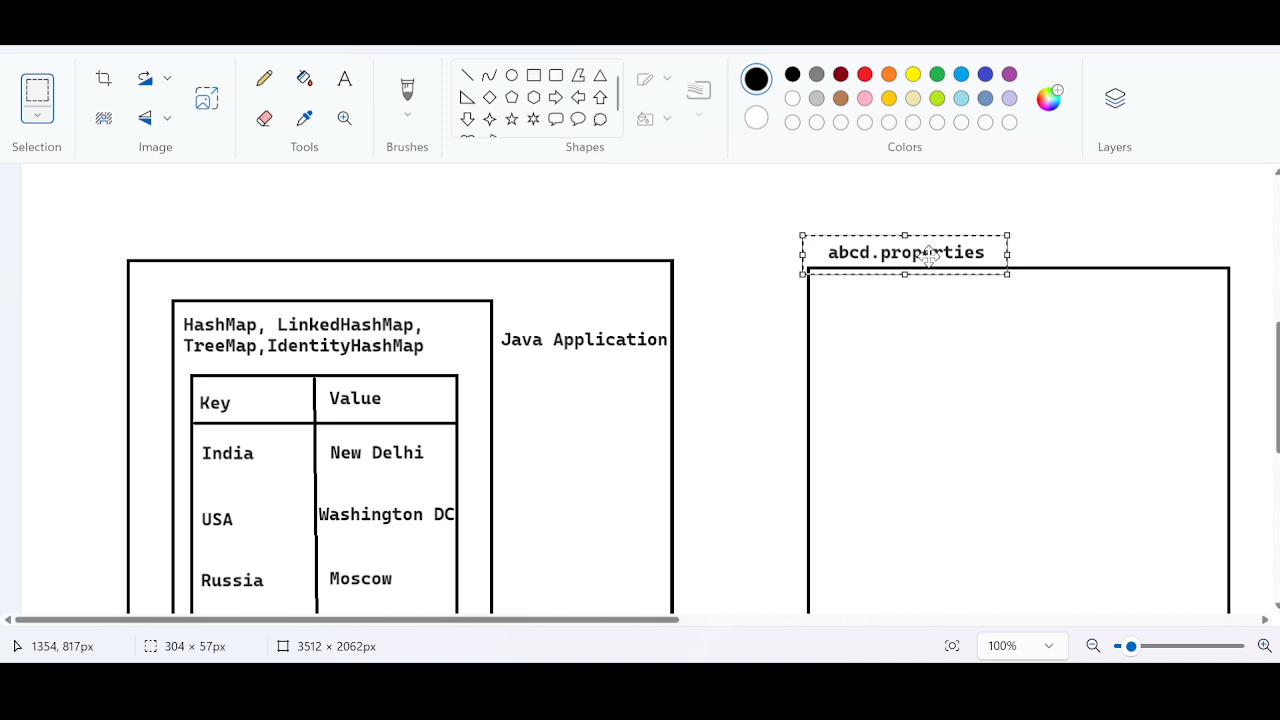 Selection
Image
Tools
Brushes
Shapes
Colors
Layers
abcd.properties
HashMap, LinkedHashMap,
TreeMap,IdentityHashMap
Java Application
Key Value
India New Delhi
USA Washington DC
Russia Moscow
1354, 817px
304 × 57px
3512 × 2062px
100%